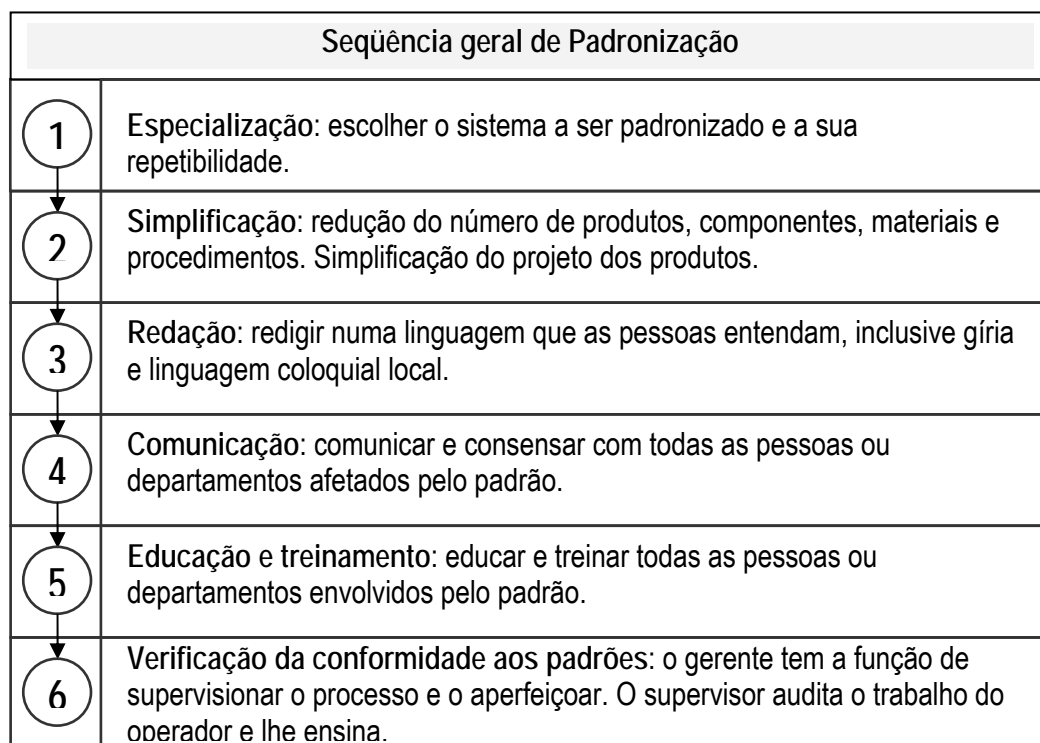 Seqüência geral de Padronização
1
Especialização: escolher o sistema a ser padronizado e a sua
repetibilidade.
2
Simplificação: redução do número de produtos, componentes, materiais e
procedimentos. Simplificação do projeto dos produtos.
3
Redação: redigir numa linguagem que as pessoas entendam, inclusive gíria
e linguagem coloquial local.
4
Comunicação: comunicar e consensar com todas as pessoas ou
departamentos afetados pelo padrão.
5
Educação e treinamento: educar e treinar todas as pessoas ou
departamentos envolvidos pelo padrão.
6
Verificação da conformidade aos padrões: o gerente tem a função de
supervisionar o processo e o aperfeiçoar. O supervisor audita o trabalho do
operador e lhe ensina.